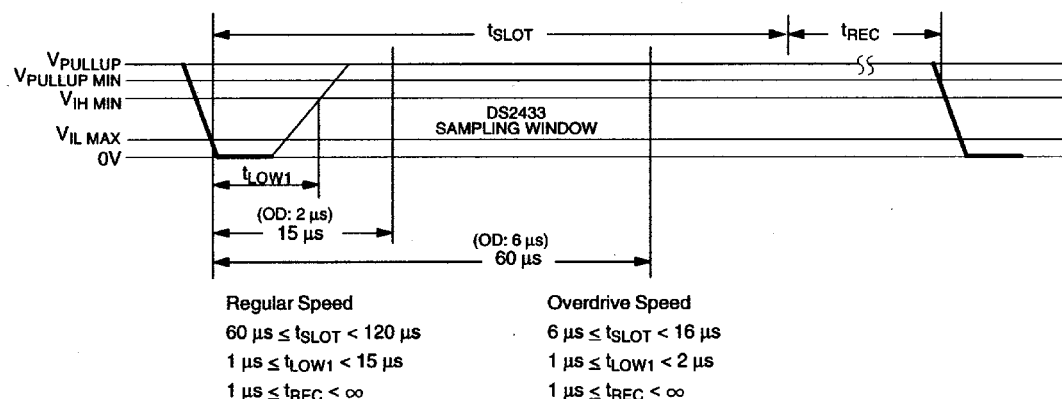 tSLOT
tREC
VPULLUP
VPULLUP MIN
VIH MIN
DS2433
SAMPLING WINDOW
VIL MAX
0V
tLOW1
(OD: 2 µs)
15 µs
(OD: 6 µs)
60 µs
Regular Speed
60 µs ≤ tSLOT < 120 µs
1 µs ≤ tLOW1 < 15 µs
1 µs ≤ tREC < ∞
Overdrive Speed
6 µs ≤ tSLOT < 16 µs
1 µs ≤ tLOW1 < 2 µs
1 µs ≤ tREC < ∞